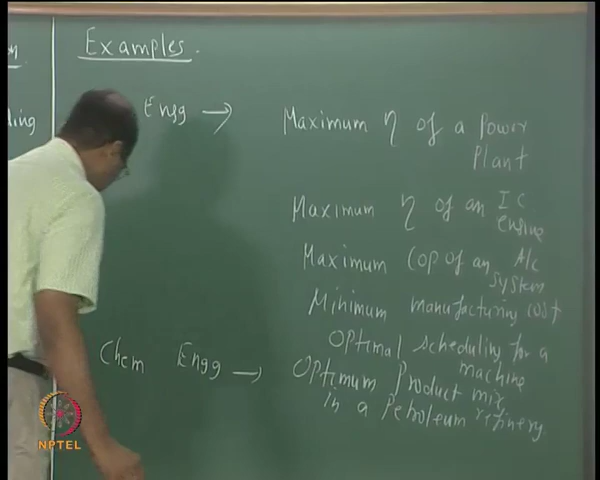 Examples.
Engg → Maximum η of a Power
Plant
Maximum η of an IC
engine
Maximum COP of an A/c
system
Minimum manufacturing cost
Optimal scheduling for a
machine
Chem Engg → Optimum Product mix
in a Petroleum refinery.
NPTEL